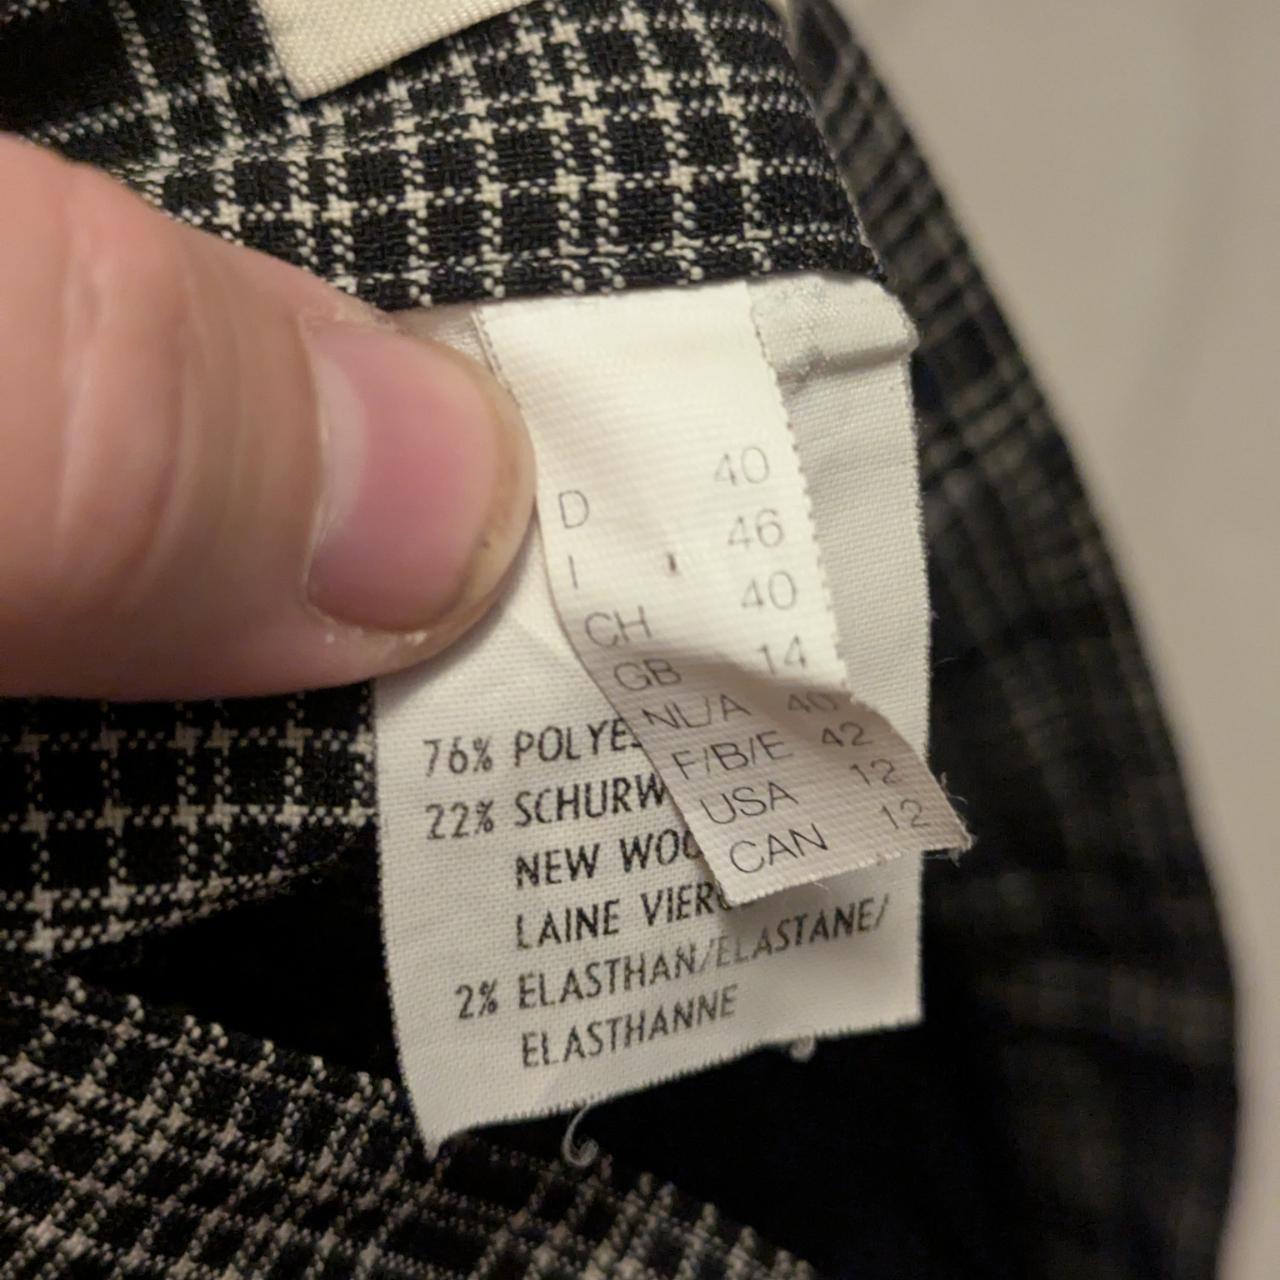 D 40
I 46
CH 40
GB 14
NL/A 40
F/B/E 42
USA 12
CAN 12
76% POLYES
22% SCHURW
NEW WOO
LAINE VIERG
2% ELASTHAN/ELASTANE/
ELASTHANNE